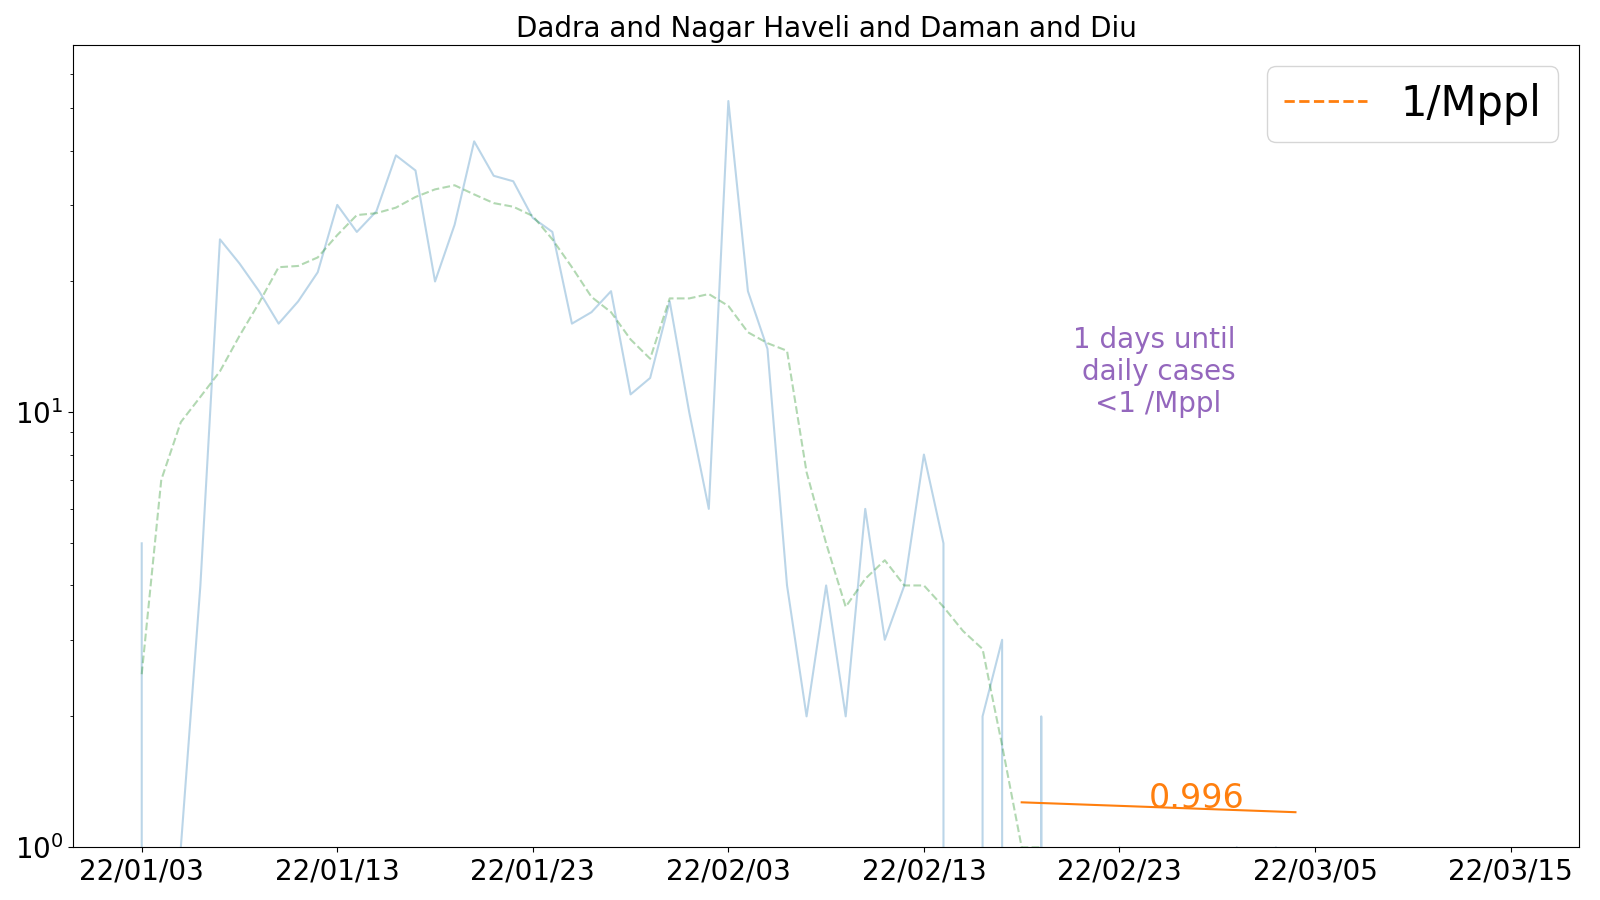 Dadra and Nagar Haveli and Daman and Diu
1/Mppl
1 days until
daily cases
<1 /Mppl
10¹
0.996
10⁰
22/01/03 22/01/13 22/01/23 22/02/03 22/02/13 22/02/23 22/03/05 22/03/15